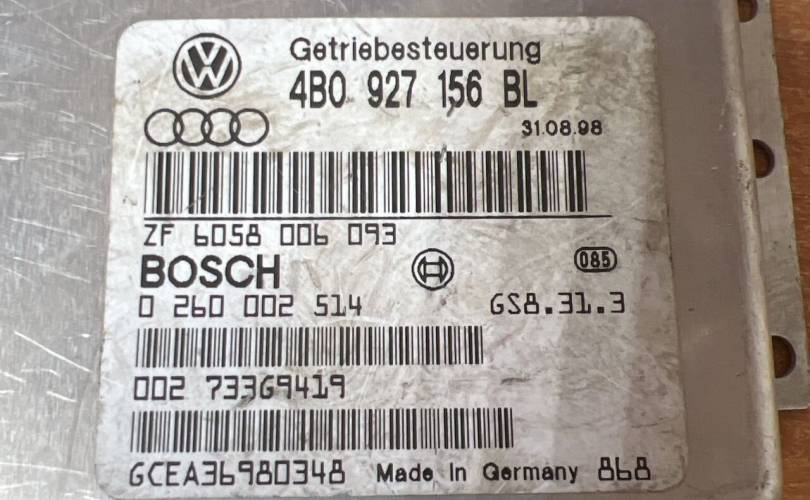 Getriebesteuerung
4B0 927 156 BL
31.08.98
ZF 6058 006 093
BOSCH
085
0 260 002 514 GS8.31.3
002 73369419
GCEA36980348 Made In Germany 868